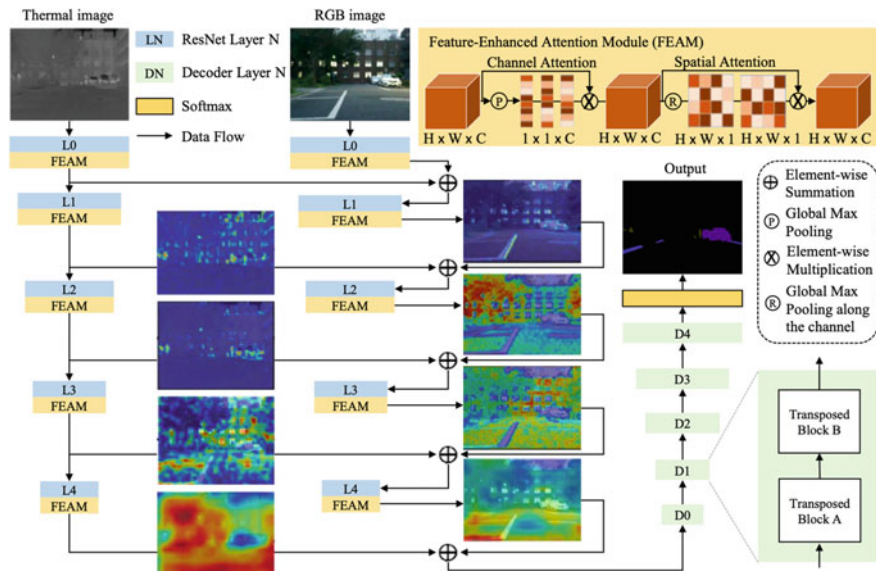 Thermal image
LN
ResNet Layer N
DN
Decoder Layer N
Softmax
Data Flow
RGB image
Feature-Enhanced Attention Module (FEAM)
Channel Attention
Spatial Attention
P
R
H x W x C
1 x 1 x C
H x W x C
H x W x 1
H x W x 1
H x W x C
L0
FEAM
L0
FEAM
L1
FEAM
L1
FEAM
L2
FEAM
L2
FEAM
L3
FEAM
L3
FEAM
L4
FEAM
L4
FEAM
Output
D4
D3
D2
D1
D0
Element-wise
Summation
P
Global Max
Pooling
Element-wise
Multiplication
R
Global Max
Pooling along
the channel
Transposed
Block B
Transposed
Block A